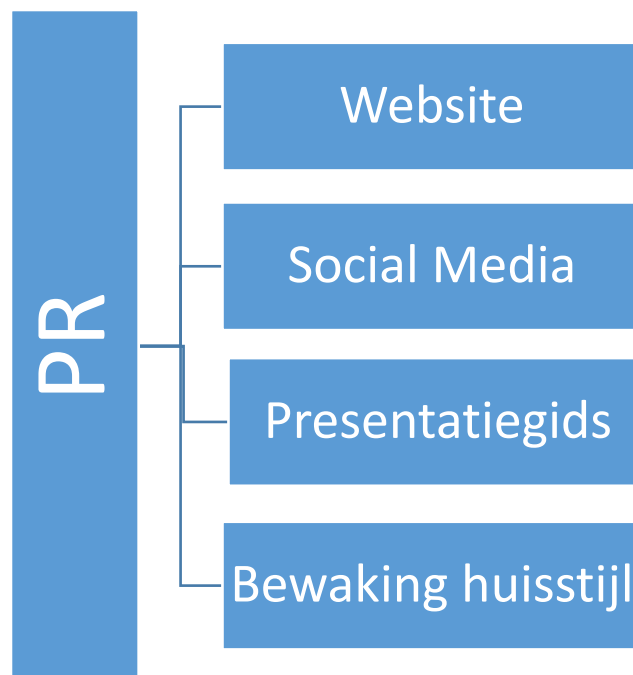 PR
Website
Social Media
Presentatiegids
Bewaking huisstijl